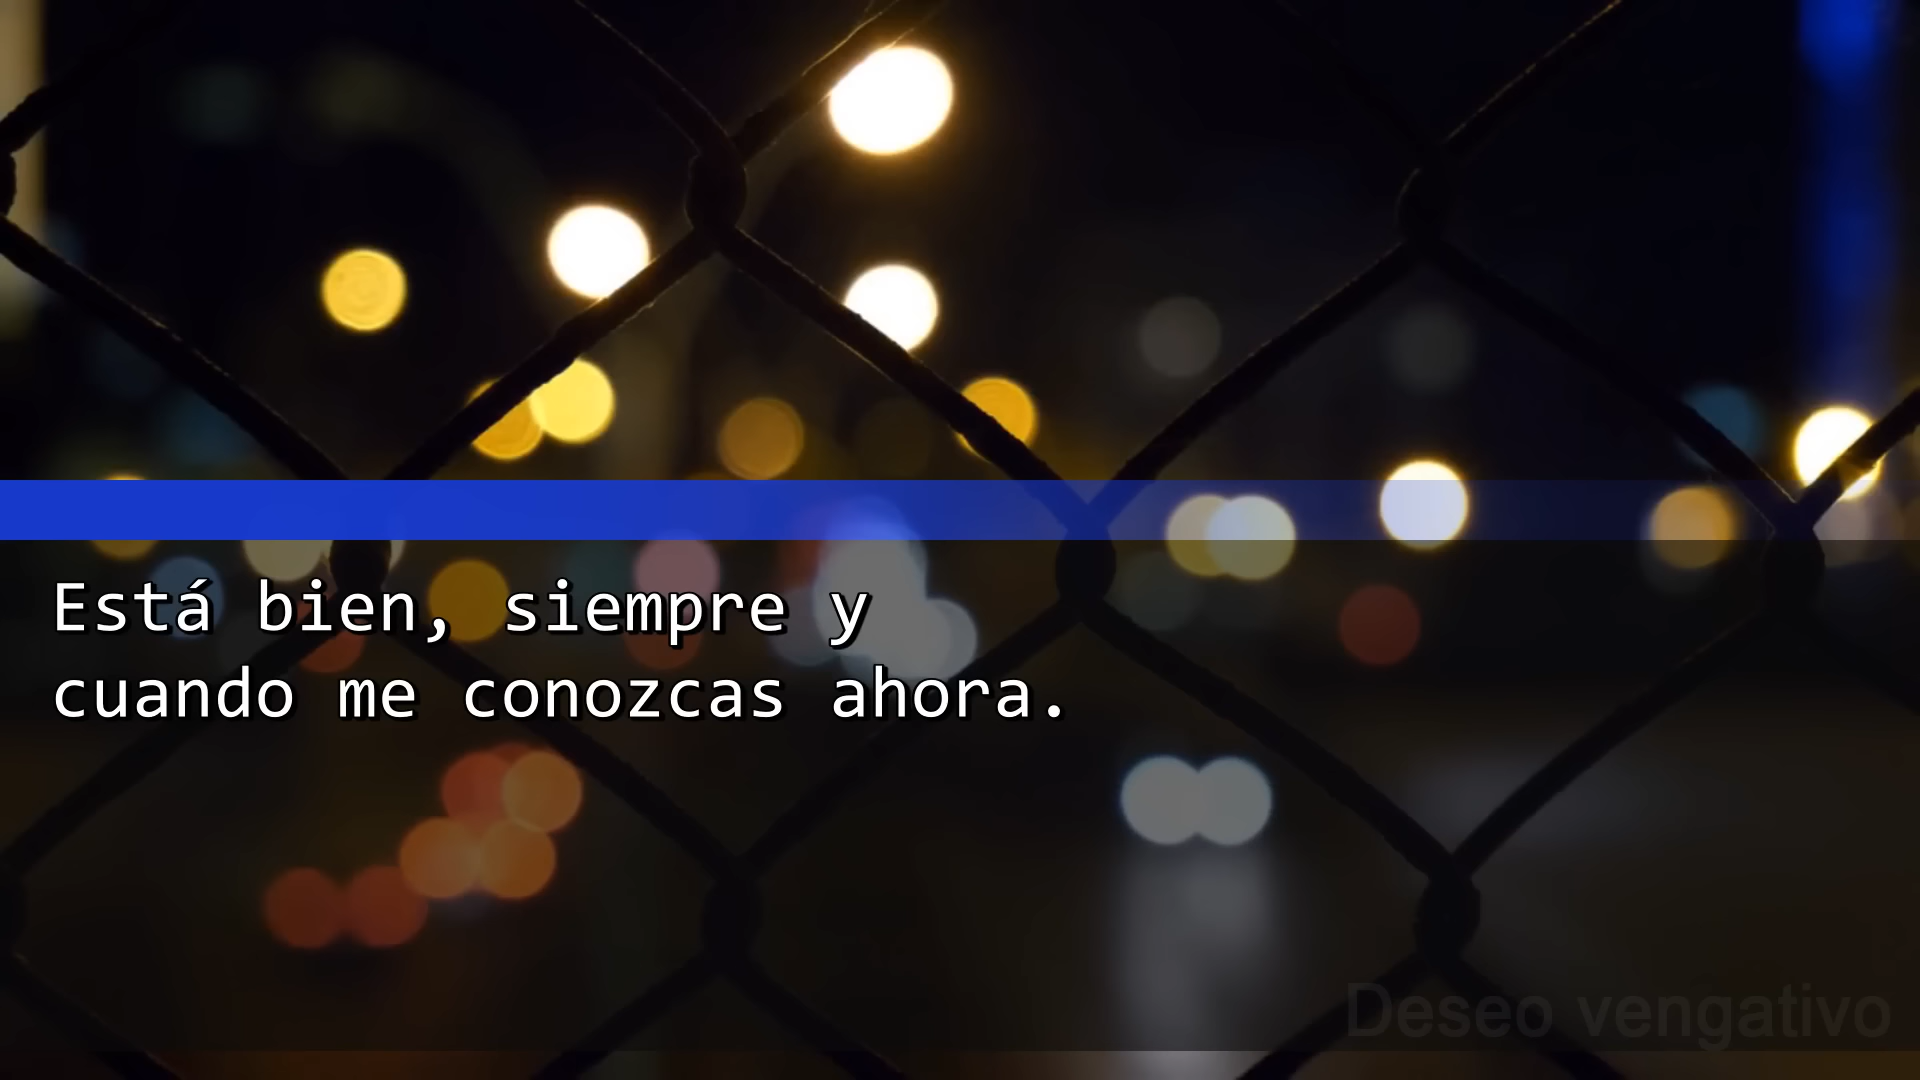 Está bien, siempre y
cuando me conozcas ahora.
Deseo vengativo